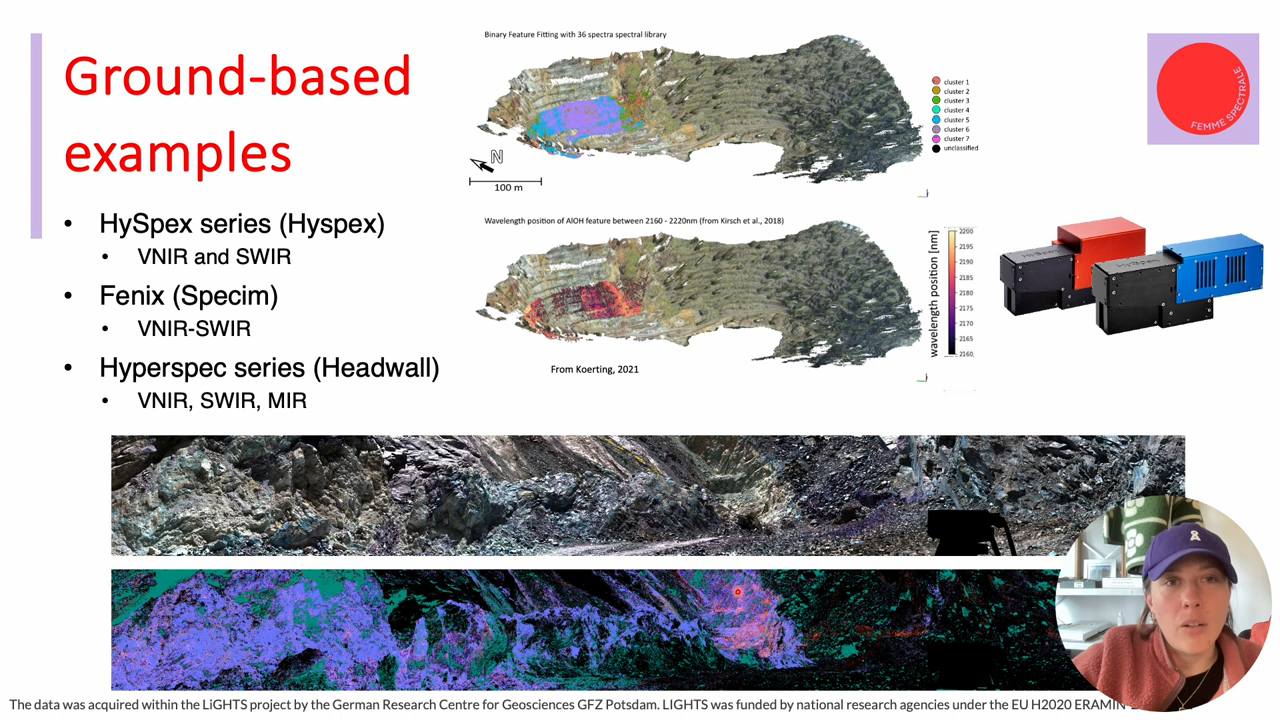 Ground-based
examples
• HySpex series (Hyspex)
• VNIR and SWIR
• Fenix (Specim)
• VNIR-SWIR
• Hyperspec series (Headwall)
• VNIR, SWIR, MIR
Binary Feature Fitting with 36 spectra spectral library
cluster 1
cluster 2
cluster 3
cluster 4
cluster 5
cluster 6
cluster 7
unclassified
N
100 m
Wavelength position of AlOH feature between 2160 - 2220nm (from Kirsch et al., 2018)
wavelength position [nm]
2200
2195
2190
2185
2180
2175
2170
2165
2160
From Koerting, 2021
FEMME SPECTRALE
HySpex
The data was acquired within the LiGHTS project by the German Research Centre for Geosciences GFZ Potsdam. LIGHTS was funded by national research agencies under the EU H2020 ERAMIN